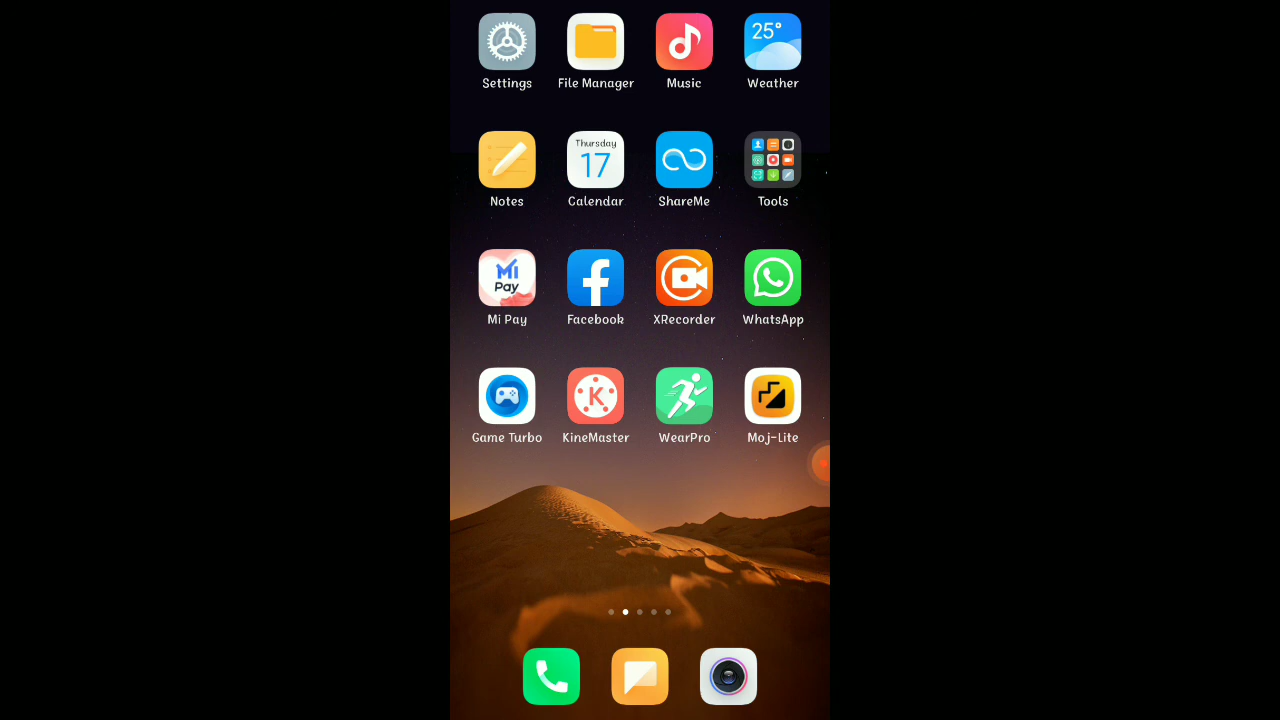 25°
Settings
File Manager
Music
Weather
Thursday
17
Notes
Calendar
ShareMe
Tools
Mi
Pay
Mi Pay
Facebook
XRecorder
WhatsApp
K
Game Turbo
KineMaster
WearPro
Moj-Lite